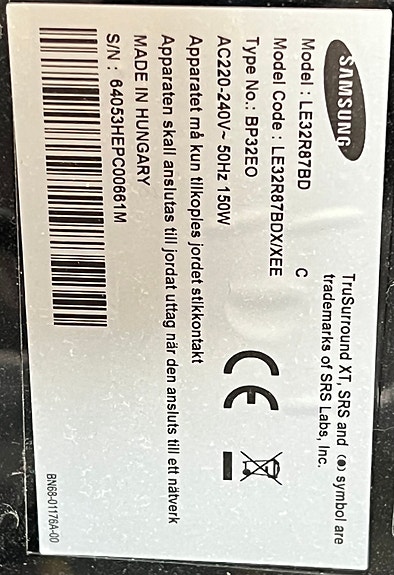 SAMSUNG
TruSurround XT, SRS and (●) symbol are
trademarks of SRS Labs, Inc.
Model : LE32R87BD
Model Code : LE32R87BDX/XEE C
Type No.: BP32EO
AC220-240V~ 50Hz 150W
Apparatet må kun tilkoples jordet stikkontakt
Apparaten skall anslutas till jordat uttag när den ansluts till ett nätverk
MADE IN HUNGARY
S/N : 64053HEPC00661M
BN68-01176A-00